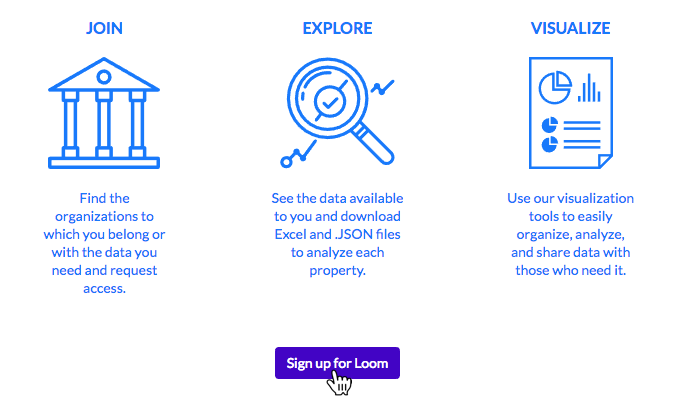 JOIN
Find the
organizations to
which you belong or
with the data you
need and request
access.
EXPLORE
See the data available
to you and download
Excel and .JSON files
to analyze each
property.
VISUALIZE
Use our visualization
tools to easily
organize, analyze,
and share data with
those who need it.
Sign up for Loom